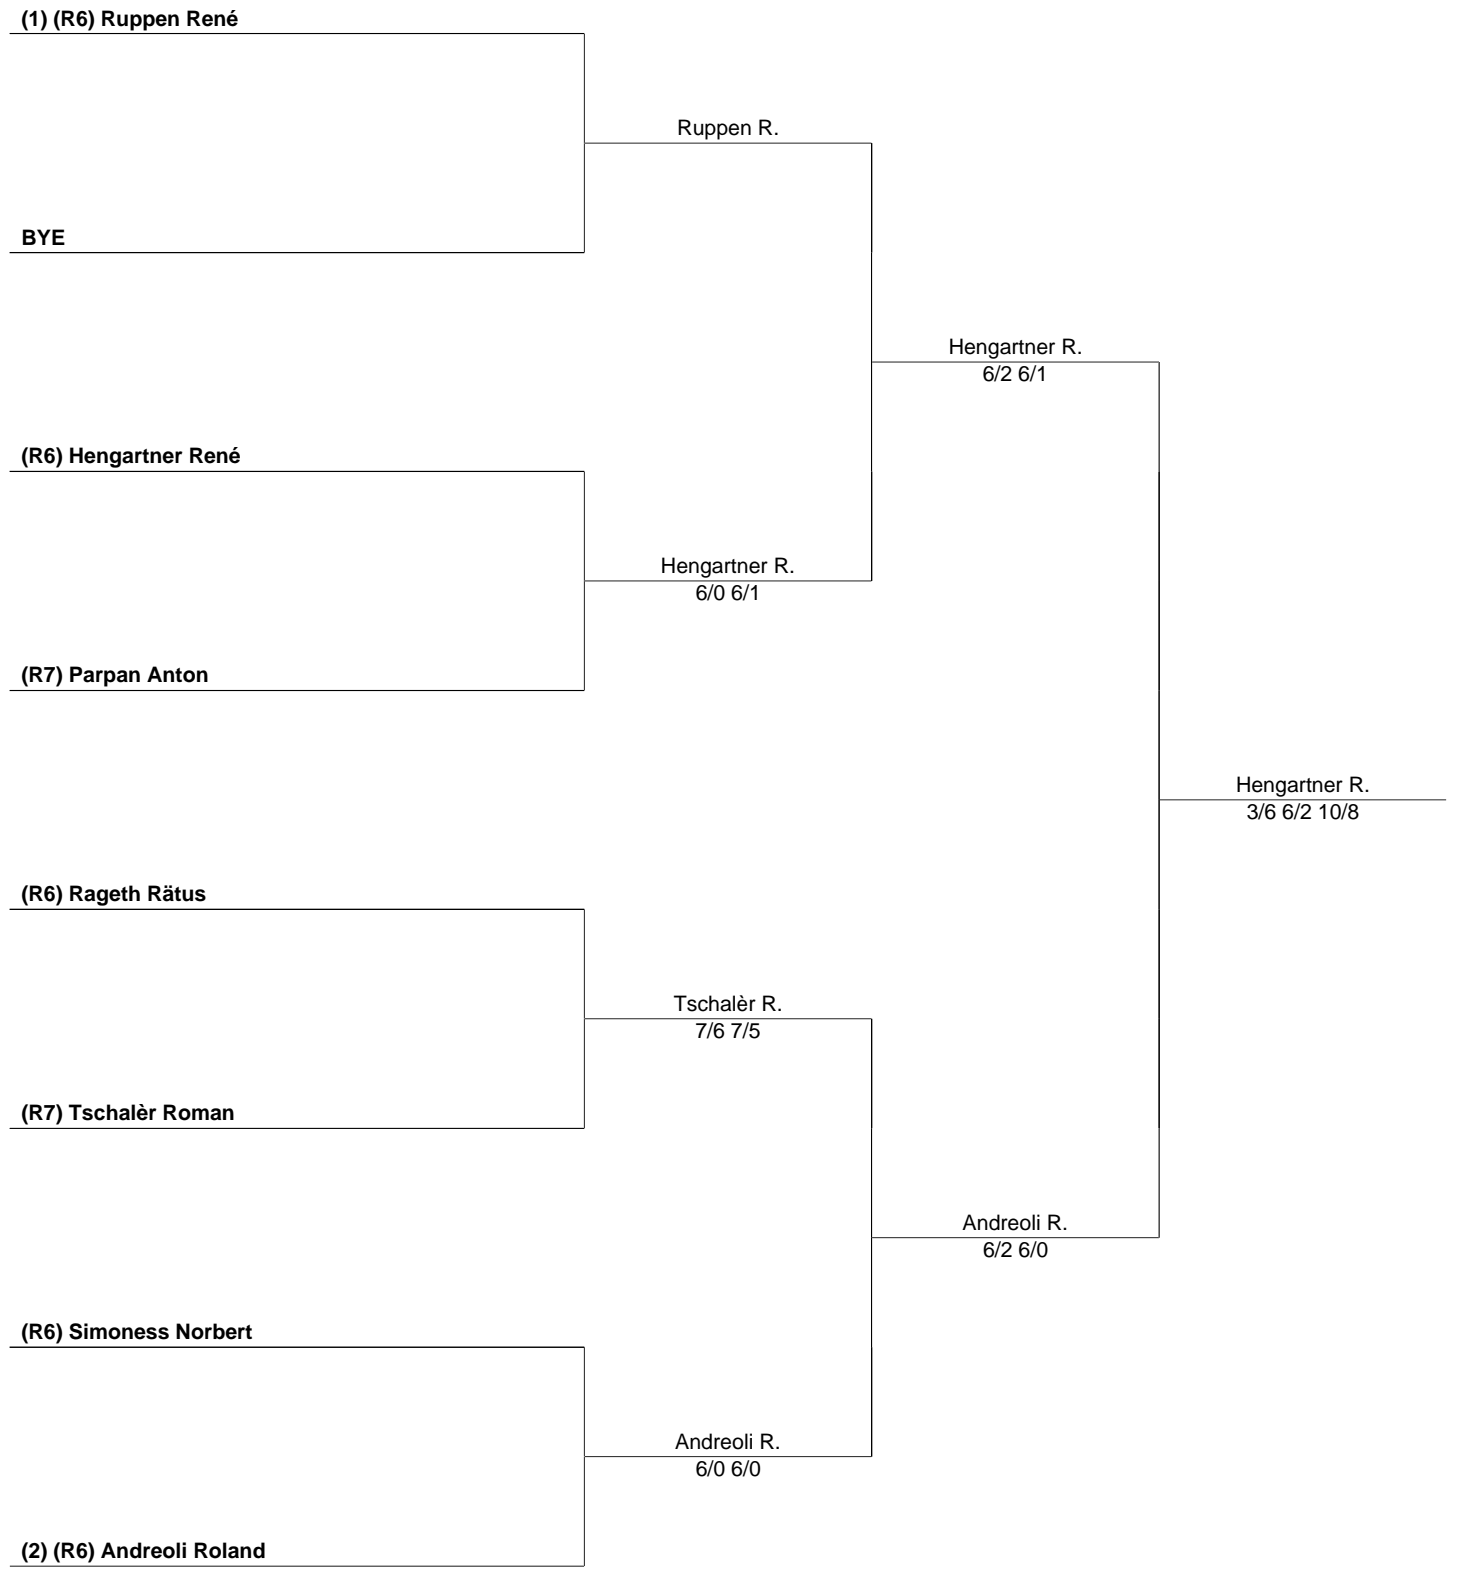 (1) (R6) Ruppen René
Ruppen R.
BYE
Hengartner R.
6/2 6/1
(R6) Hengartner René
Hengartner R.
6/0 6/1
(R7) Parpan Anton
Hengartner R.
3/6 6/2 10/8
(R6) Rageth Rätus
Tschalèr R.
7/6 7/5
(R7) Tschalèr Roman
Andreoli R.
6/2 6/0
(R6) Simoness Norbert
Andreoli R.
6/0 6/0
(2) (R6) Andreoli Roland